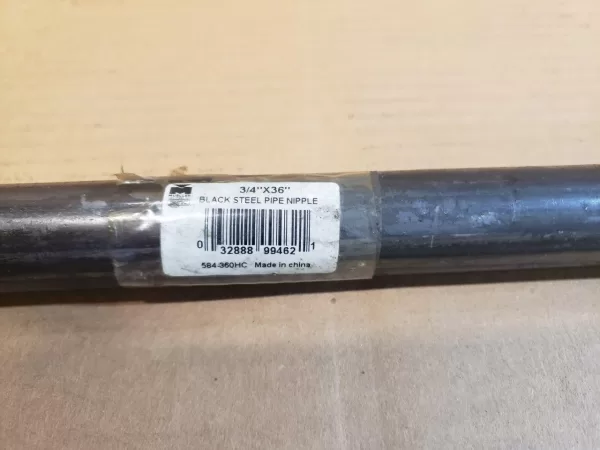 3/4"X36"
BLACK STEEL PIPE NIPPLE
0 32888 99462 1
584-360HC Made in china